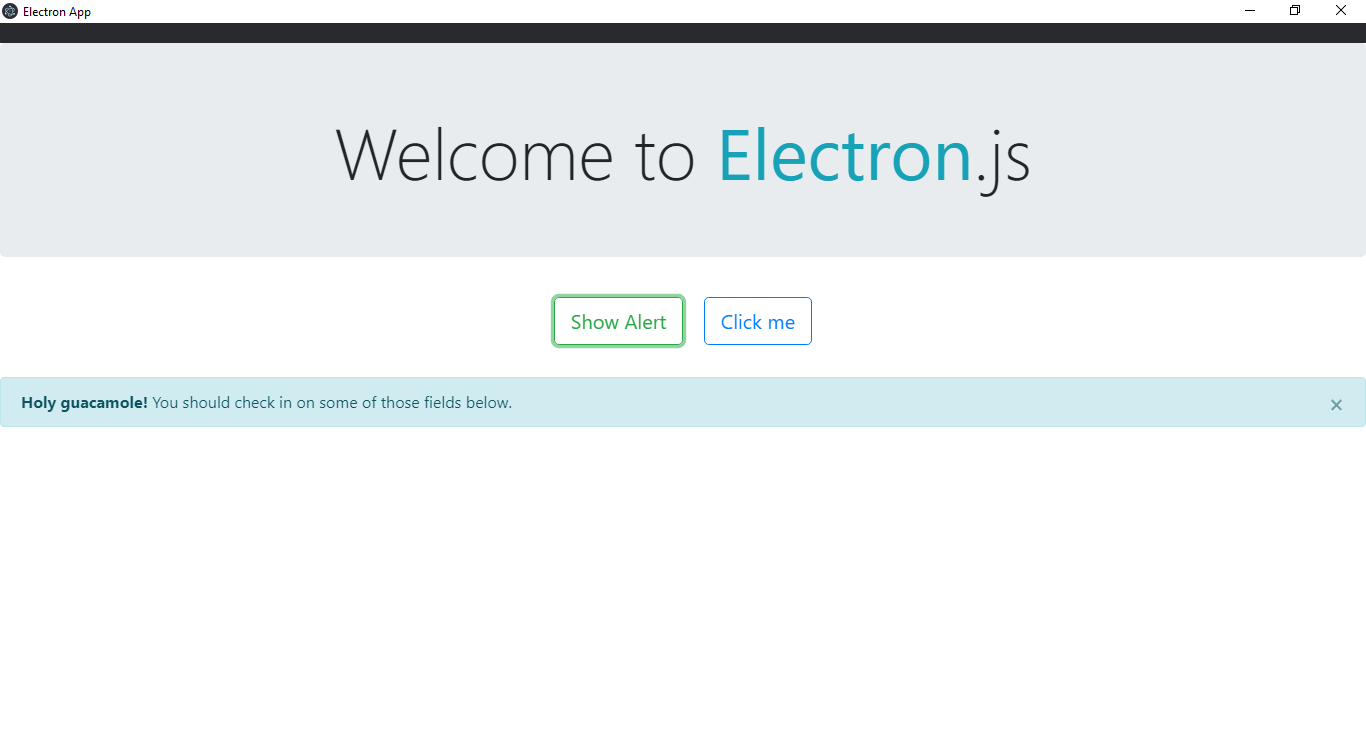 Electron App
Welcome to Electron.js
Show Alert Click me
Holy guacamole! You should check in on some of those fields below. ×